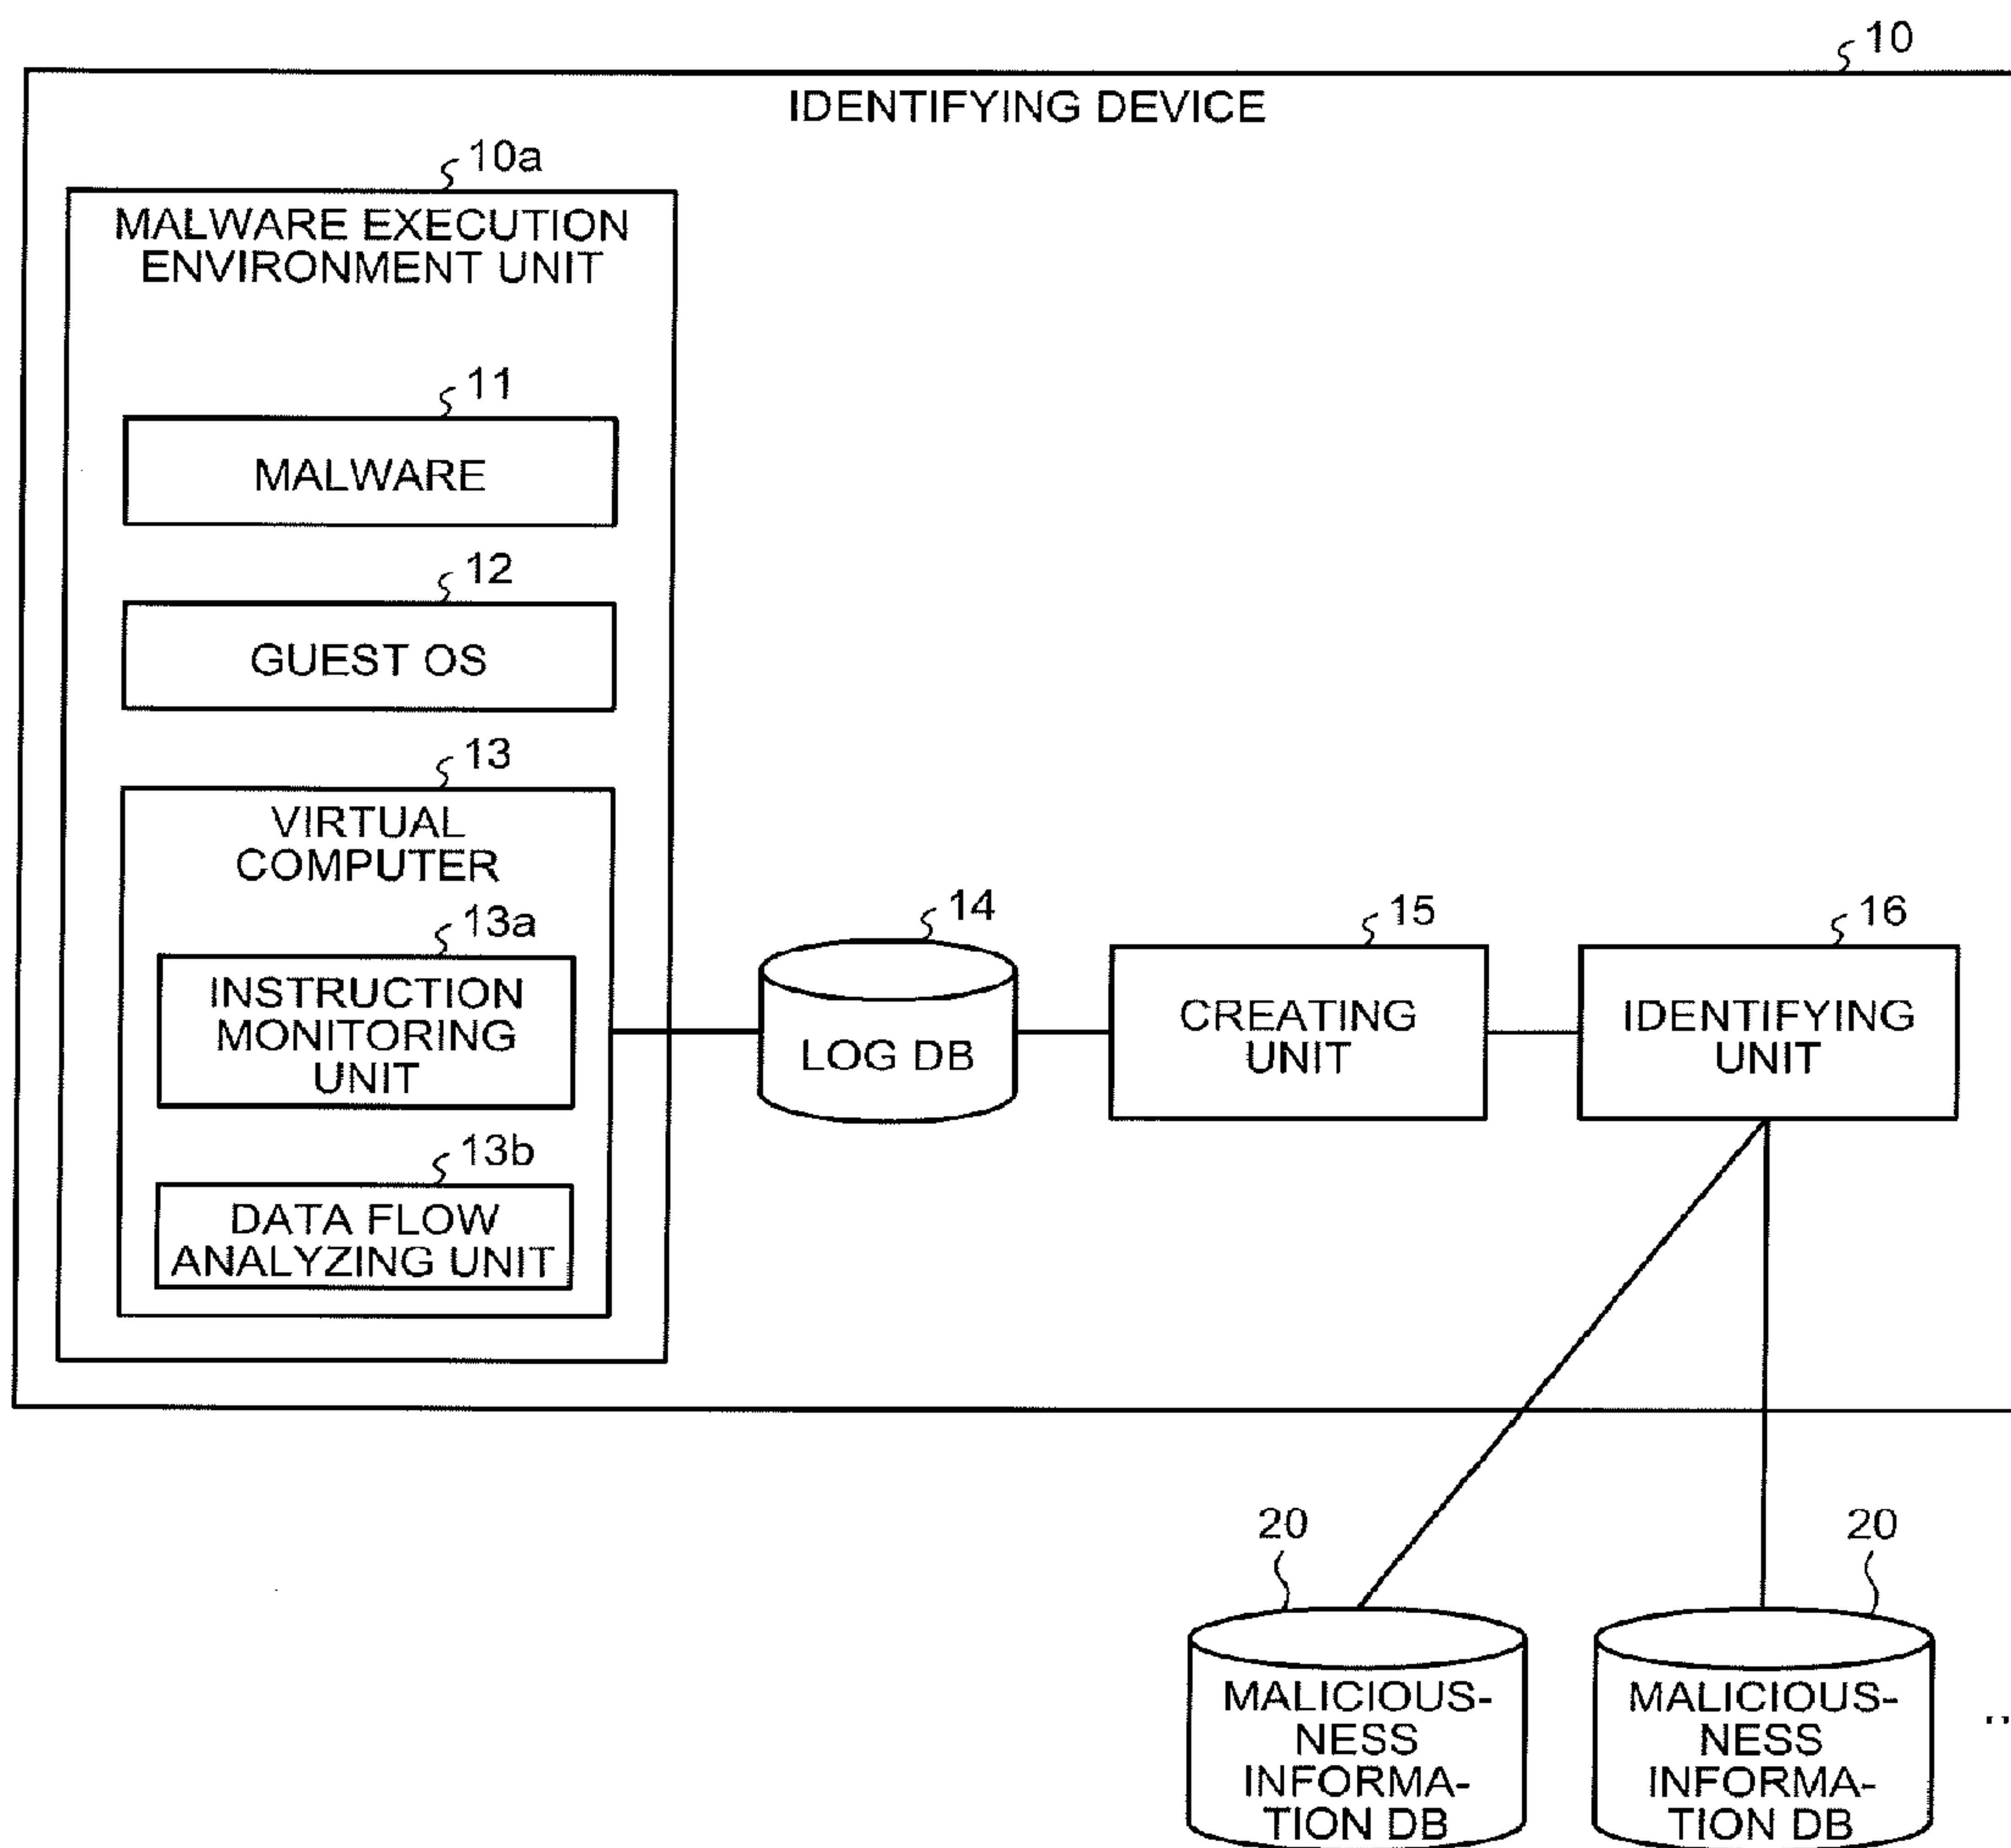 10
IDENTIFYING DEVICE
10a
MALWARE EXECUTION
ENVIRONMENT UNIT
11
MALWARE
12
GUEST OS
13
VIRTUAL
COMPUTER
13a
INSTRUCTION
MONITORING
UNIT
13b
DATA FLOW
ANALYZING UNIT
14
LOG DB
15
CREATING
UNIT
16
IDENTIFYING
UNIT
20
MALICIOUS-
NESS
INFORMA-
TION DB
20
MALICIOUS-
NESS
INFORMA-
TION DB